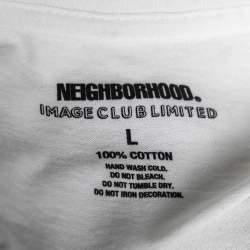 NEIGHBORHOOD.
IMAGE CLUB LIMITED
L
100% COTTON
HAND WASH COLD.
DO NOT BLEACH.
DO NOT TUMBLE DRY.
DO NOT IRON DECORATION.